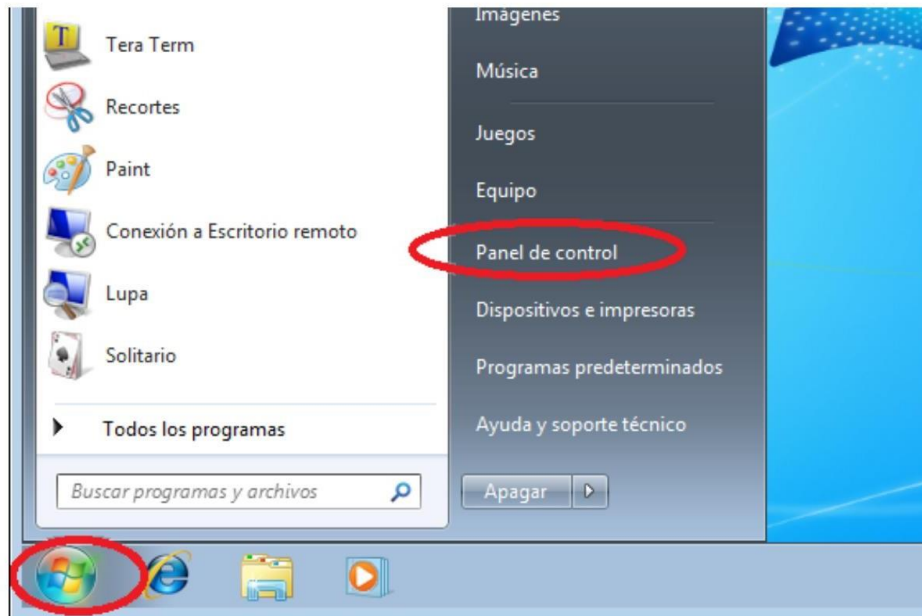 Tera Term
Recortes
Paint
Conexión a Escritorio remoto
Lupa
Solitario
Todos los programas
Buscar programas y archivos
Imágenes
Música
Juegos
Equipo
Panel de control
Dispositivos e impresoras
Programas predeterminados
Ayuda y soporte técnico
Apagar